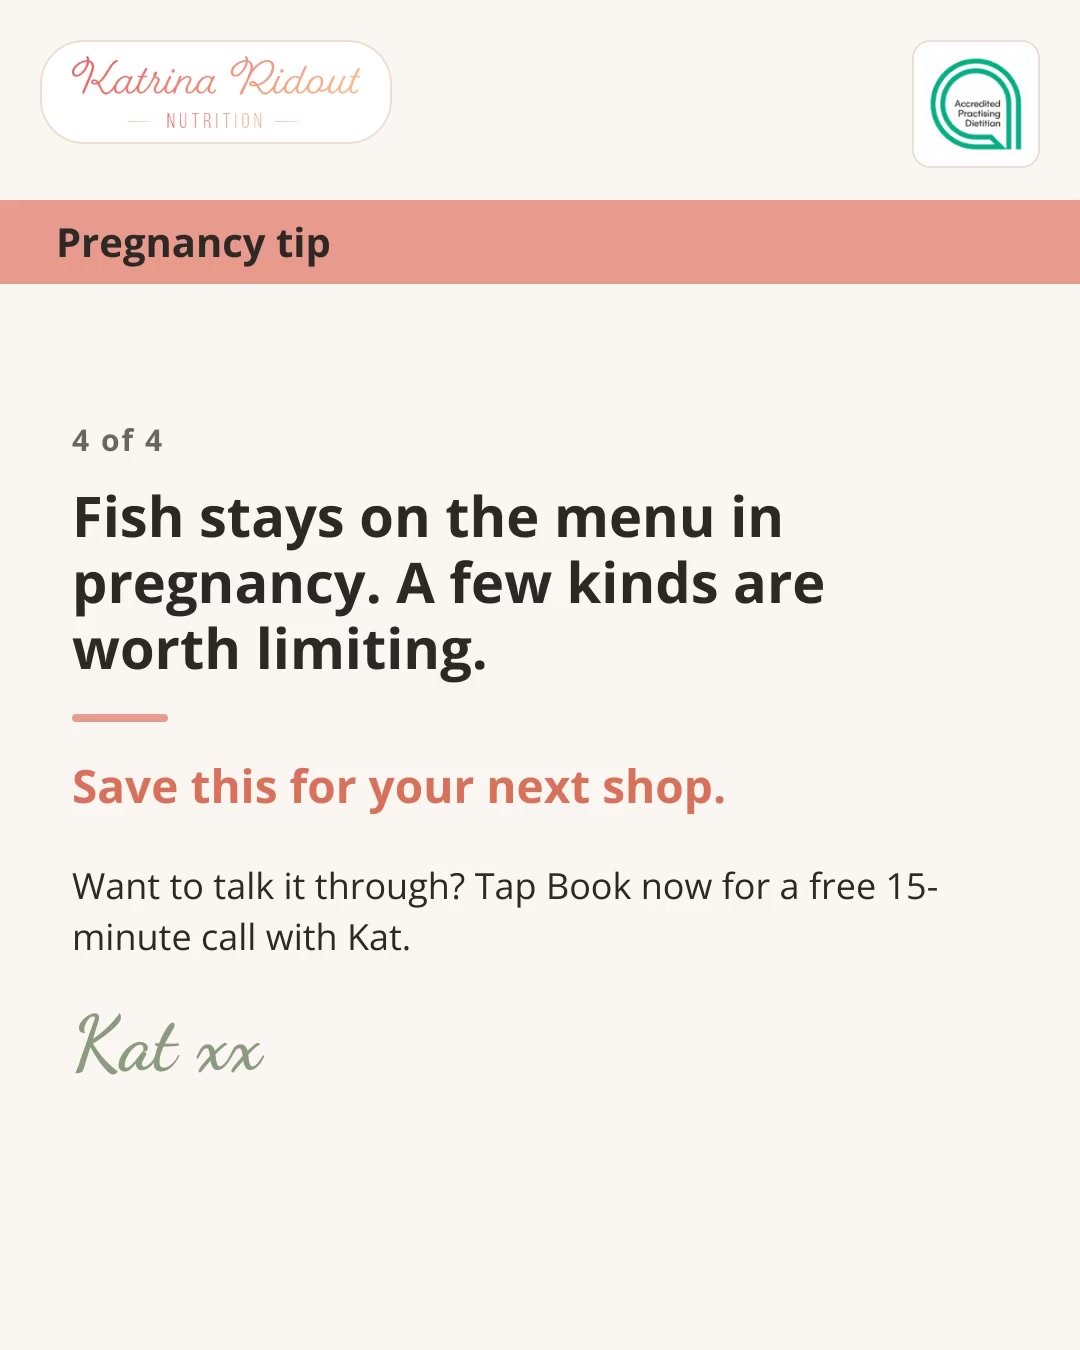 Katrina Ridout
NUTRITION
Accredited
Practising
Dietitian
Pregnancy tip
4 of 4
Fish stays on the menu in
pregnancy. A few kinds are
worth limiting.
Save this for your next shop.
Want to talk it through? Tap Book now for a free 15-
minute call with Kat.
Kat xx